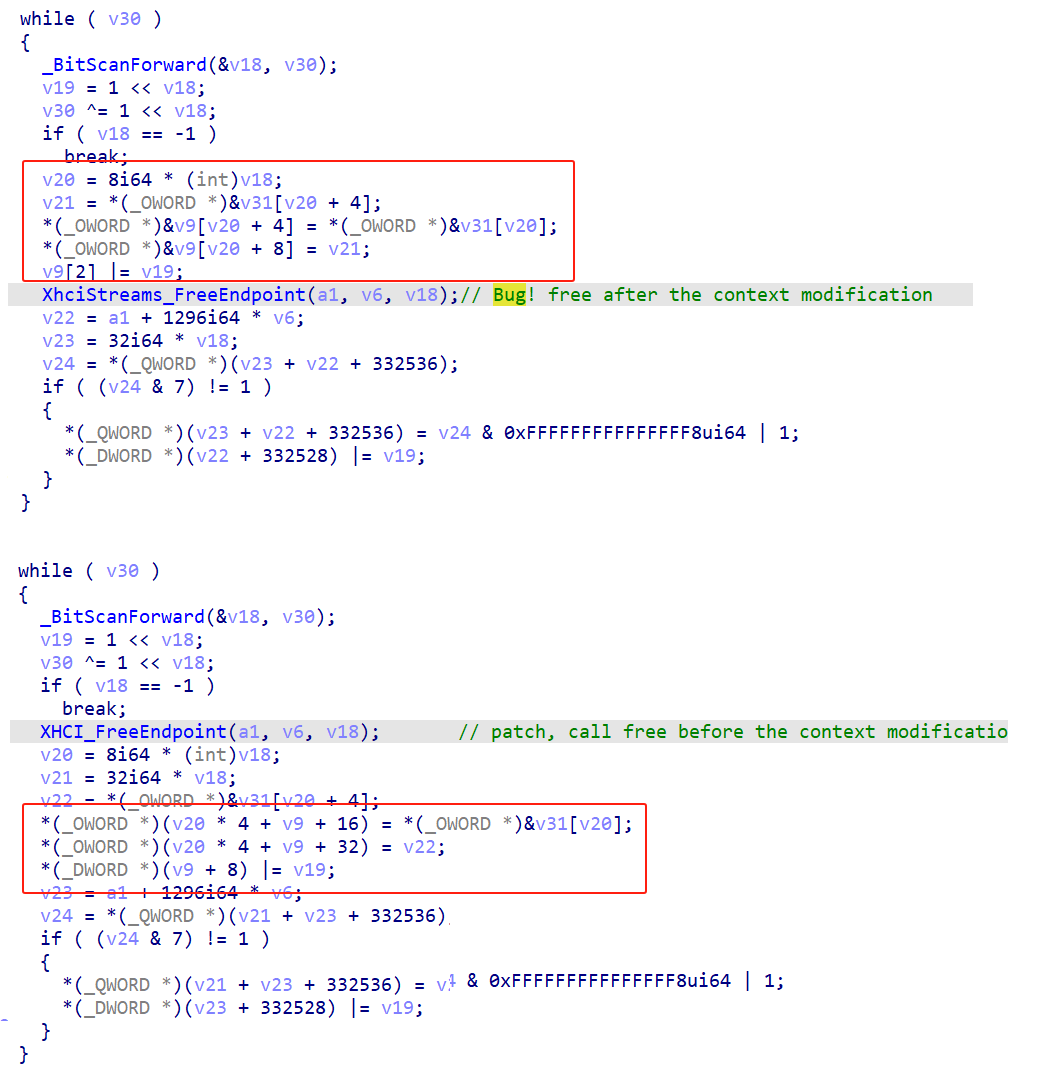 while ( v30 )
{
_BitScanForward(&v18, v30);
v19 = 1 << v18;
v30 ^= 1 << v18;
if ( v18 == -1 )
break;
v20 = 8i64 * (int)v18;
v21 = *(_OWORD *)&v31[v20 + 4];
*(_OWORD *)&v9[v20 + 4] = *(_OWORD *)&v31[v20];
*(_OWORD *)&v9[v20 + 8] = v21;
v9[2] |= v19;
XhciStreams_FreeEndpoint(a1, v6, v18);// Bug! free after the context modification
v22 = a1 + 1296i64 * v6;
v23 = 32i64 * v18;
v24 = *(_QWORD *)(v23 + v22 + 332536);
if ( (v24 & 7) != 1 )
{
*(_QWORD *)(v23 + v22 + 332536) = v24 & 0xFFFFFFFFFFFFFFF8ui64 | 1;
*(_DWORD *)(v22 + 332528) |= v19;
}
}
while ( v30 )
{
_BitScanForward(&v18, v30);
v19 = 1 << v18;
v30 ^= 1 << v18;
if ( v18 == -1 )
break;
XHCI_FreeEndpoint(a1, v6, v18); // patch, call free before the context modificatio
v20 = 8i64 * (int)v18;
v21 = 32i64 * v18;
v22 = *(_OWORD *)&v31[v20 + 4];
*(_OWORD *)(v20 * 4 + v9 + 16) = *(_OWORD *)&v31[v20];
*(_OWORD *)(v20 * 4 + v9 + 32) = v22;
*(_DWORD *)(v9 + 8) |= v19;
v23 = a1 + 1296i64 * v6;
v24 = *(_QWORD *)(v21 + v23 + 332536)
if ( (v24 & 7) != 1 )
{
*(_QWORD *)(v21 + v23 + 332536) = & 0xFFFFFFFFFFFFFFF8ui64 | 1;
*(_DWORD *)(v23 + 332528) |= v19;
}
}